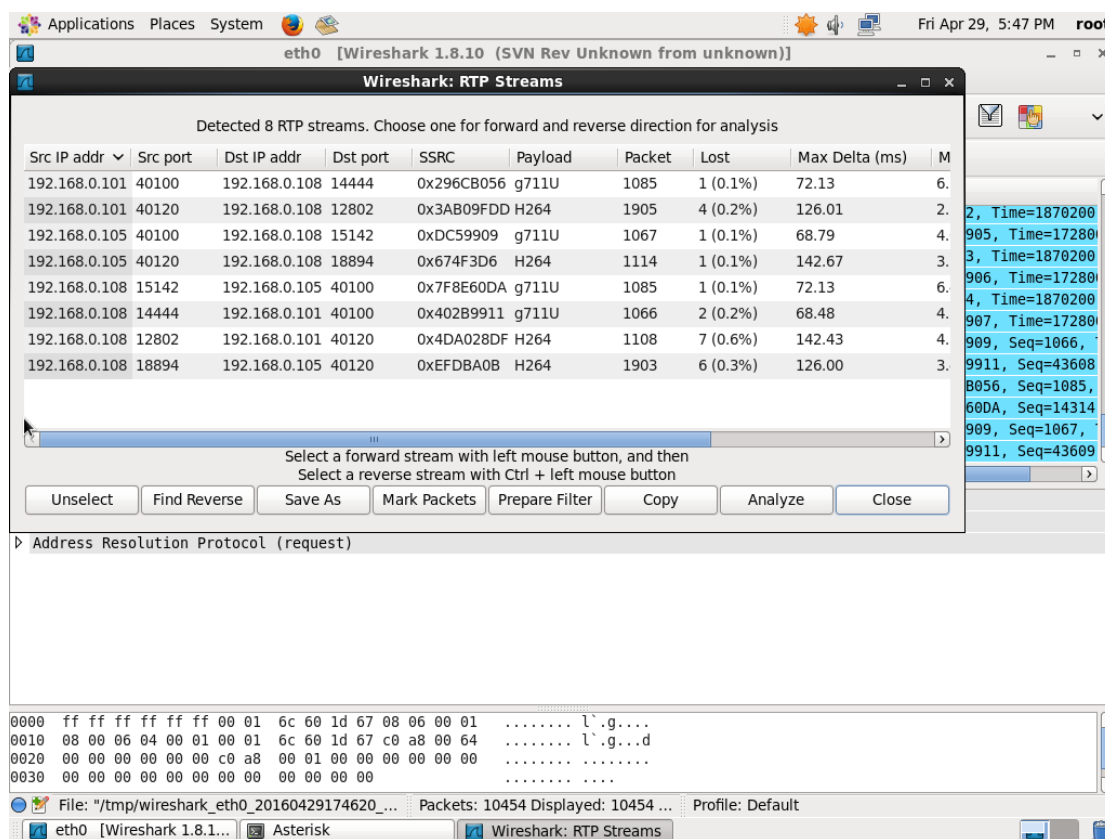 Applications Places System Fri Apr 29, 5:47 PM root
eth0 [Wireshark 1.8.10 (SVN Rev Unknown from unknown)]
Wireshark: RTP Streams
Detected 8 RTP streams. Choose one for forward and reverse direction for analysis
Src IP addr Src port Dst IP addr Dst port SSRC Payload Packet Lost Max Delta (ms) M
192.168.0.101 40100 192.168.0.108 14444 0x296CB056 g711U 1085 1 (0.1%) 72.13 6.
192.168.0.101 40120 192.168.0.108 12802 0x3AB09FDD H264 1905 4 (0.2%) 126.01 2.
192.168.0.105 40100 192.168.0.108 15142 0xDC59909 g711U 1067 1 (0.1%) 68.79 4.
192.168.0.105 40120 192.168.0.108 18894 0x674F3D6 H264 1114 1 (0.1%) 142.67 3.
192.168.0.108 15142 192.168.0.105 40100 0x7F8E60DA g711U 1085 1 (0.1%) 72.13 6.
192.168.0.108 14444 192.168.0.101 40100 0x402B9911 g711U 1066 2 (0.2%) 68.48 4.
192.168.0.108 12802 192.168.0.101 40120 0x4DA028DF H264 1108 7 (0.6%) 142.43 4.
192.168.0.108 18894 192.168.0.105 40120 0xEFDBA0B H264 1903 6 (0.3%) 126.00 3.
2, Time=1870200
905, Time=17280
3, Time=1870200
906, Time=17280
4, Time=1870200
907, Time=17280
909, Seq=1066,
9911, Seq=43608
B056, Seq=1085,
60DA, Seq=14314
909, Seq=1067,
9911, Seq=43609
Select a forward stream with left mouse button, and then
Select a reverse stream with Ctrl + left mouse button
Unselect Find Reverse Save As Mark Packets Prepare Filter Copy Analyze Close
Address Resolution Protocol (request)
0000 ff ff ff ff ff ff 00 01 6c 60 1d 67 08 06 00 01 ........ l`.g....
0010 08 00 06 04 00 01 00 01 6c 60 1d 67 c0 a8 00 64 ........ l`.g...d
0020 00 00 00 00 00 00 c0 a8 00 01 00 00 00 00 00 00 ........ ........
0030 00 00 00 00 00 00 00 00 00 00 00 00 ........ ....
File: "/tmp/wireshark_eth0_20160429174620_... Packets: 10454 Displayed: 10454 ... Profile: Default
eth0 [Wireshark 1.8.1... Asterisk Wireshark: RTP Streams